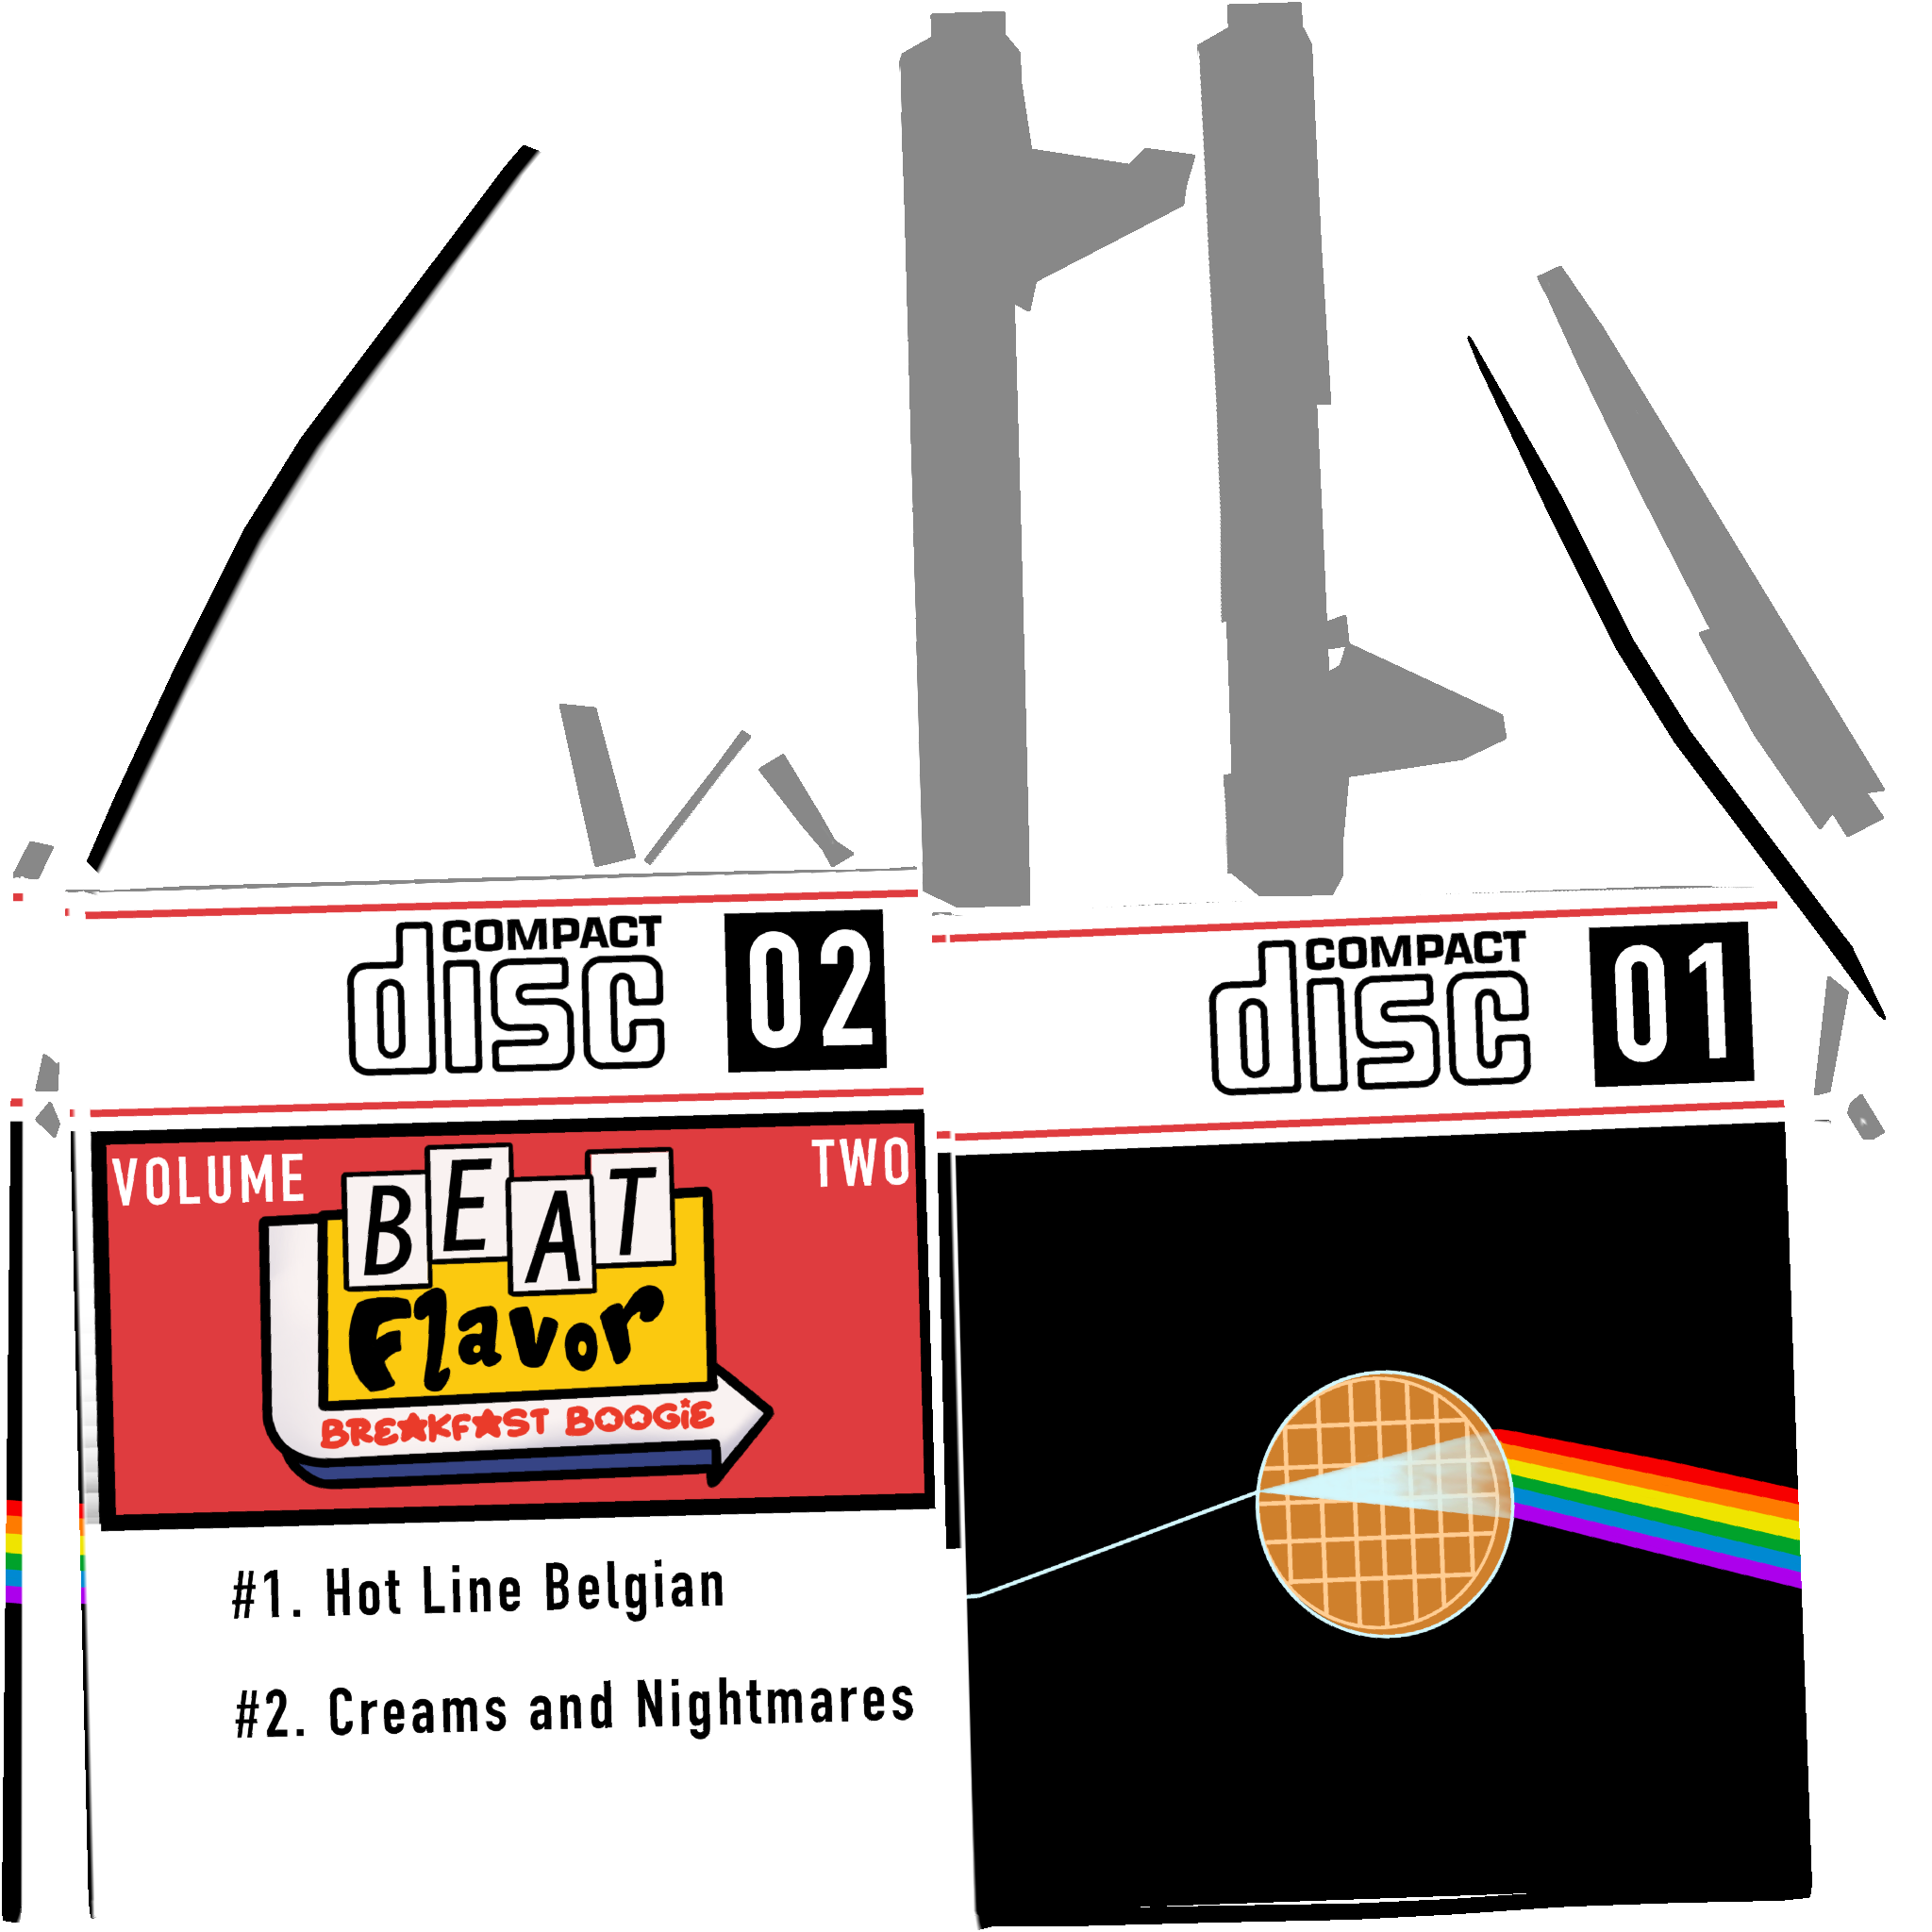 COMPACT
disc
02
VOLUME
TWO
BEAT
Flavor
BREAKFAST BOOGIE
#1. Hot Line Belgian
#2. Creams and Nightmares
COMPACT
disc
01